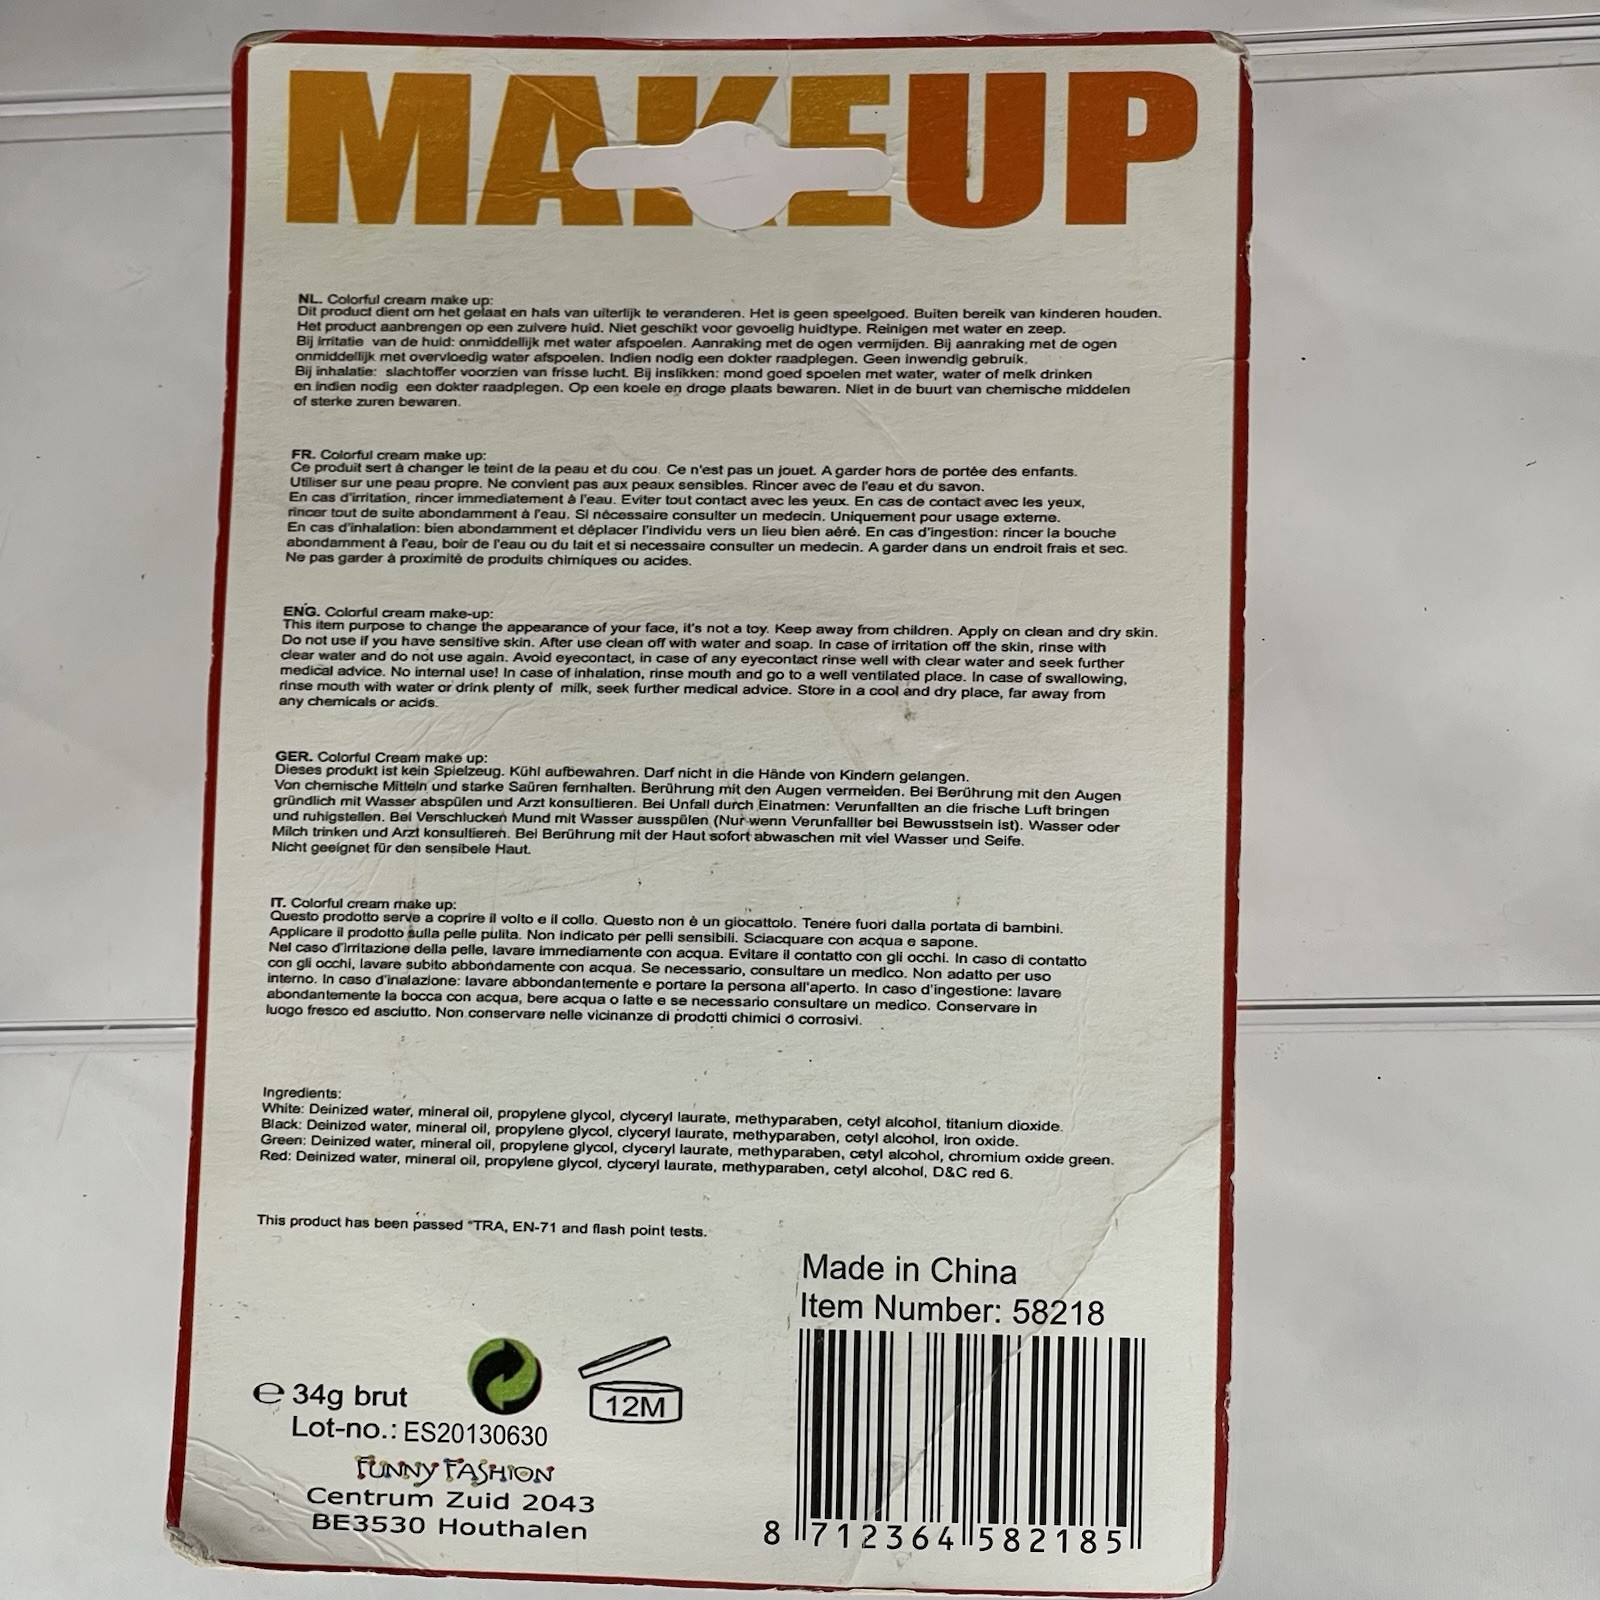 MAKEUP
NL. Colorful cream make up:
Dit product dient om het gelaat en hals van uiterlijk te veranderen. Het is geen speelgoed. Buiten bereik van kinderen houden.
Het product aanbrengen op een zuivere huid. Niet geschikt voor gevoelig huidtype. Reinigen met water en zeep.
Bij irritatie van de huid: onmiddellijk met water afspoelen. Aanraking met de ogen vermijden. Bij aanraking met de ogen
onmiddellijk met overvloedig water afspoelen. Indien nodig een dokter raadplegen. Geen inwendig gebruik.
Bij inhalatie: slachtoffer voorzien van frisse lucht. Bij inslikken: mond goed spoelen met water, water of melk drinken
en indien nodig een dokter raadplegen. Op een koele en droge plaats bewaren. Niet in de buurt van chemische middelen
of sterke zuren bewaren.
FR. Colorful cream make up:
Ce produit sert à changer le teint de la peau et du cou. Ce n'est pas un jouet. A garder hors de portée des enfants.
Utiliser sur une peau propre. Ne convient pas aux peaux sensibles. Rincer avec de l'eau et du savon.
En cas d'irritation, rincer immediatement à l'eau. Eviter tout contact avec les yeux. En cas de contact avec les yeux,
rincer tout de suite abondamment à l'eau. Si nécessaire consulter un medecin. Uniquement pour usage externe.
En cas d'inhalation: bien abondamment et déplacer l'individu vers un lieu bien aéré. En cas d'ingestion: rincer la bouche
abondamment à l'eau, boir de l'eau ou du lait et si necessaire consulter un medecin. A garder dans un endroit frais et sec.
Ne pas garder à proximité de produits chimiques ou acides.
ENG. Colorful cream make-up:
This item purpose to change the appearance of your face, it's not a toy. Keep away from children. Apply on clean and dry skin.
Do not use if you have sensitive skin. After use clean off with water and soap. In case of irritation off the skin, rinse with
clear water and do not use again. Avoid eyecontact, in case of any eyecontact rinse well with clear water and seek further
medical advice. No internal use! In case of inhalation, rinse mouth and go to a well ventilated place. In case of swallowing,
rinse mouth with water or drink plenty of milk, seek further medical advice. Store in a cool and dry place, far away from
any chemicals or acids.
GER. Colorful Cream make up:
Dieses produkt ist kein Spielzeug. Kühl aufbewahren. Darf nicht in die Hände von Kindern gelangen.
Von chemische Mitteln und starke Saüren fernhalten. Berührung mit den Augen vermeiden. Bei Berührung mit den Augen
gründlich mit Wasser abspülen und Arzt konsultieren. Bei Unfall durch Einatmen: Verunfallten an die frische Luft bringen
und ruhigstellen. Bei Verschlucken Mund mit Wasser ausspülen (Nur wenn Verunfallter bei Bewusstsein ist). Wasser oder
Milch trinken und Arzt konsultieren. Bei Berührung mit der Haut sofort abwaschen mit viel Wasser und Seife.
Nicht geeignet für den sensibele Haut.
IT. Colorful cream make up:
Questo prodotto serve a coprire il volto e il collo. Questo non è un giocattolo. Tenere fuori dalla portata di bambini.
Applicare il prodotto sulla pelle pulita. Non indicato per pelli sensibili. Sciacquare con acqua e sapone.
Nel caso d'irritazione della pelle, lavare immediamente con acqua. Evitare il contatto con gli occhi. In caso di contatto
con gli occhi, lavare subito abbondamente con acqua. Se necessario, consultare un medico. Non adatto per uso
interno. In caso d'inalazione: lavare abbondantemente e portare la persona all'aperto. In caso d'ingestione: lavare
abondantemente la bocca con acqua, bere acqua o latte e se necessario consultare un medico. Conservare in
luogo fresco ed asciutto. Non conservare nelle vicinanze di prodotti chimici ó corrosivi.
Ingredients:
White: Deinized water, mineral oil, propylene glycol, clyceryl laurate, methyparaben, cetyl alcohol, titanium dioxide.
Black: Deinized water, mineral oil, propylene glycol, clyceryl laurate, methyparaben, cetyl alcohol, iron oxide.
Green: Deinized water, mineral oil, propylene glycol, clyceryl laurate, methyparaben, cetyl alcohol, chromium oxide green.
Red: Deinized water, mineral oil, propylene glycol, clyceryl laurate, methyparaben, cetyl alcohol, D&C red 6.
This product has been passed "TRA, EN-71 and flash point tests.
Made in China
Item Number: 58218
℮ 34g brut
12M
Lot-no.: ES20130630
FUNNY FASHION
Centrum Zuid 2043
BE3530 Houthalen
8 712364 582185